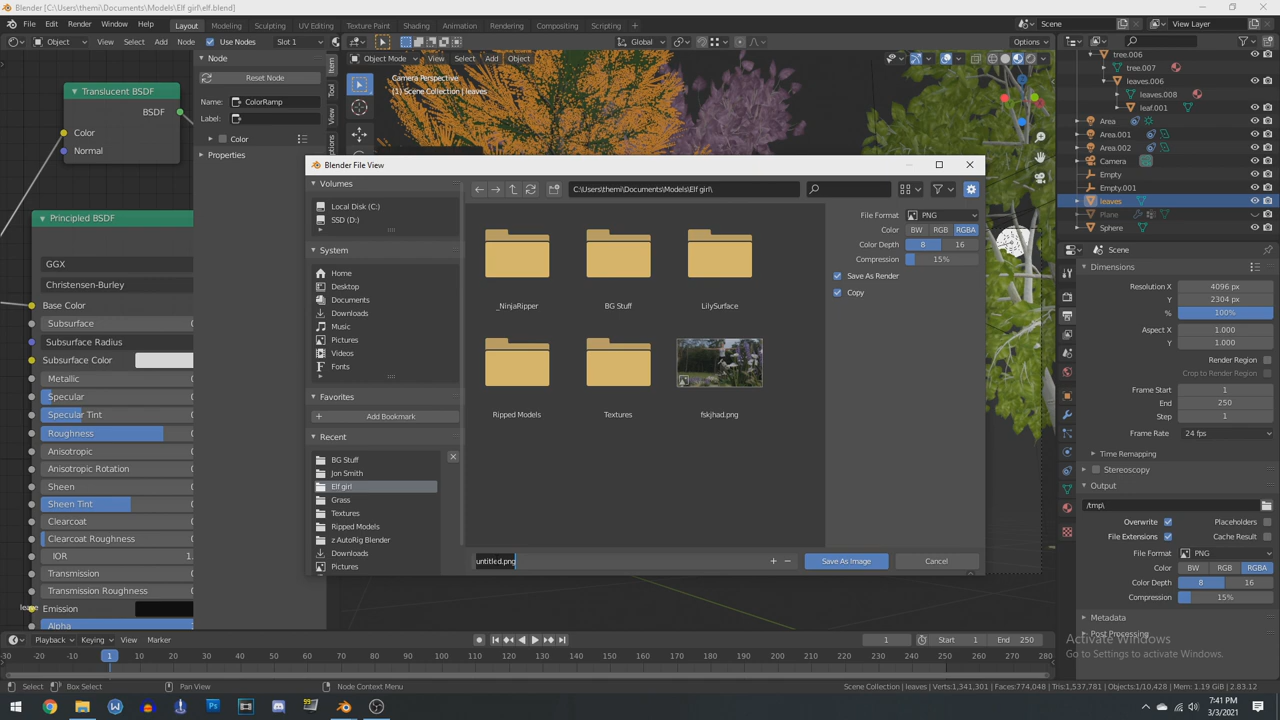 Blender [C:\Users\themi\Documents\Models\Elf girl\elf.blend]
File Edit Render Window Help Layout Modeling Sculpting UV Editing Texture Paint Shading Animation Rendering Compositing Scripting + Scene View Layer
Object View Select Add Node Use Nodes Slot 1 Global Options
Node
Reset Node
Name: ColorRamp
Label:
Color
Properties
Item
Tool
View
Options
Translucent BSDF
BSDF
Color
Normal
Principled BSDF
GGX
Christensen-Burley
Base Color
Subsurface
Subsurface Radius
Subsurface Color
Metallic
Specular
Specular Tint
Roughness
Anisotropic
Anisotropic Rotation
Sheen
Sheen Tint
Clearcoat
Clearcoat Roughness
IOR 1.
Transmission
Transmission Roughness
Emission
Alpha
Object Mode View Select Add Object
Camera Perspective
(1) Scene Collection | leaves
Blender File View
Volumes
Local Disk (C:)
SSD (D:)
System
Home
Desktop
Documents
Downloads
Music
Pictures
Videos
Fonts
Favorites
Add Bookmark
Recent
BG Stuff
Jon Smith
Elf girl
Grass
Textures
Ripped Models
z AutoRig Blender
Downloads
Pictures
C:\Users\themi\Documents\Models\Elf girl\
_NinjaRipper BG Stuff LilySurface
Ripped Models Textures fskjhad.png
File Format PNG
Color BW RGB RGBA
Color Depth 8 16
Compression 15%
Save As Render
Copy
untitled.png + − Save As Image Cancel
tree.006
tree.007
leaves.006
leaves.008
leaf.001
Area
Area.001
Area.002
Camera
Empty
Empty.001
leaves
Plane
Sphere
Scene
Dimensions
Resolution X 4096 px
Y 2304 px
% 100%
Aspect X 1.000
Y 1.000
Render Region
Crop to Render Region
Frame Start 1
End 250
Step 1
Frame Rate 24 fps
Time Remapping
Stereoscopy
Output
/tmp\
Overwrite Placeholders
File Extensions Cache Result
File Format PNG
Color BW RGB RGBA
Color Depth 8 16
Compression 15%
Metadata
Post Processing
Activate Windows
Go to Settings to activate Windows.
Playback Keying View Marker 1 Start 1 End 250
-30 -20 -10 1 10 20 30 40 50 60 70 80 90 100 110 120 130 140 150 160 170 180 190 200 210 220 230 240 250 260 270 280
Select Box Select Pan View Node Context Menu Scene Collection | leaves | Verts:1,341,301 | Faces:774,048 | Tris:1,537,781 | Objects:1/10,428 | Mem: 1.19 GiB | 2.83.12
7:41 PM
3/3/2021